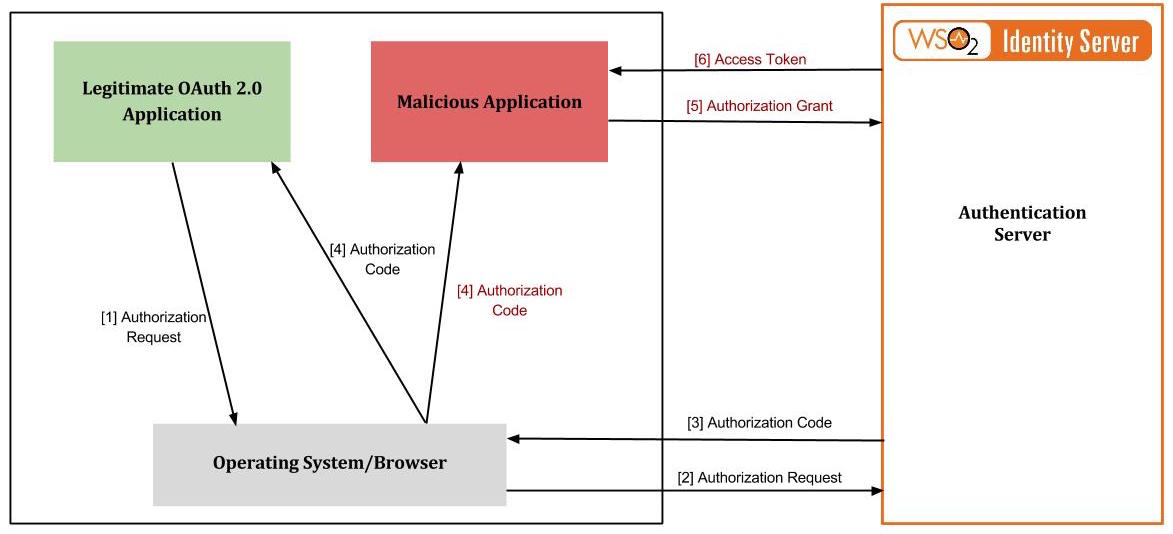 Legitimate OAuth 2.0
Application
Malicious Application
WSO2 Identity Server
[6] Access Token
[5] Authorization Grant
Authentication
Server
[4] Authorization
Code
[4] Authorization
Code
[1] Authorization
Request
[3] Authorization Code
Operating System/Browser
[2] Authorization Request